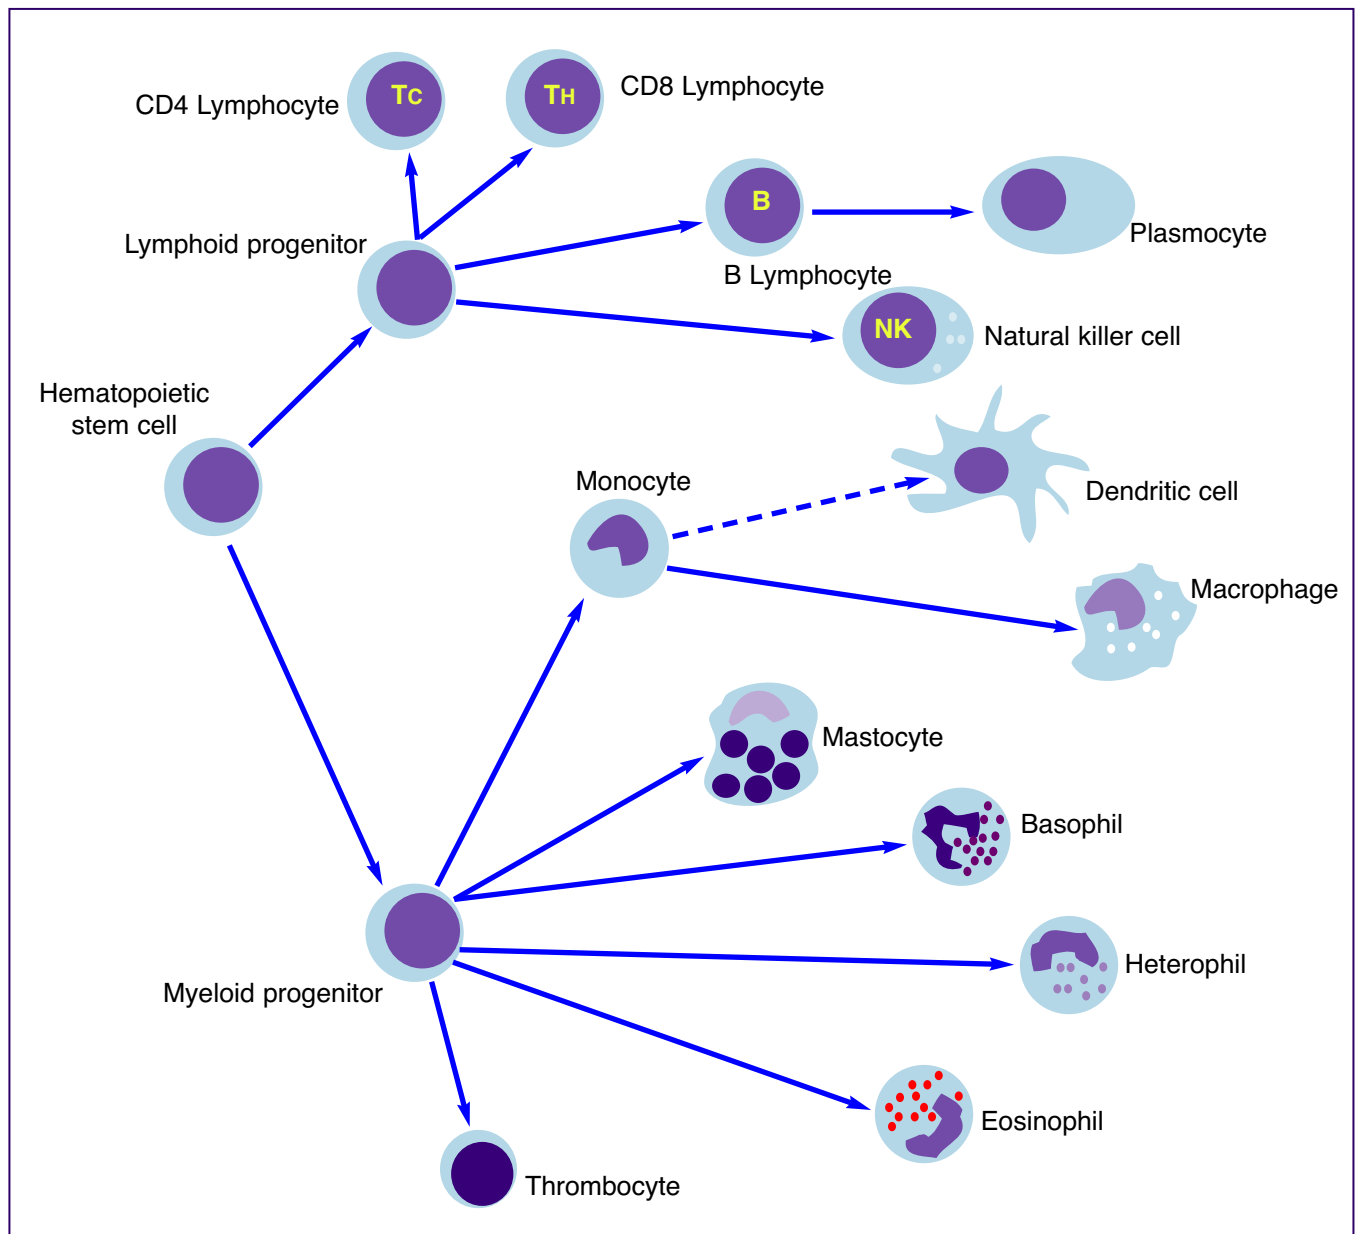 CD4 Lymphocyte
TC
TH
CD8 Lymphocyte
Lymphoid progenitor
B
Plasmocyte
B Lymphocyte
NK
Natural killer cell
Hematopoietic
stem cell
Monocyte
Dendritic cell
Macrophage
Mastocyte
Basophil
Myeloid progenitor
Heterophil
Eosinophil
Thrombocyte